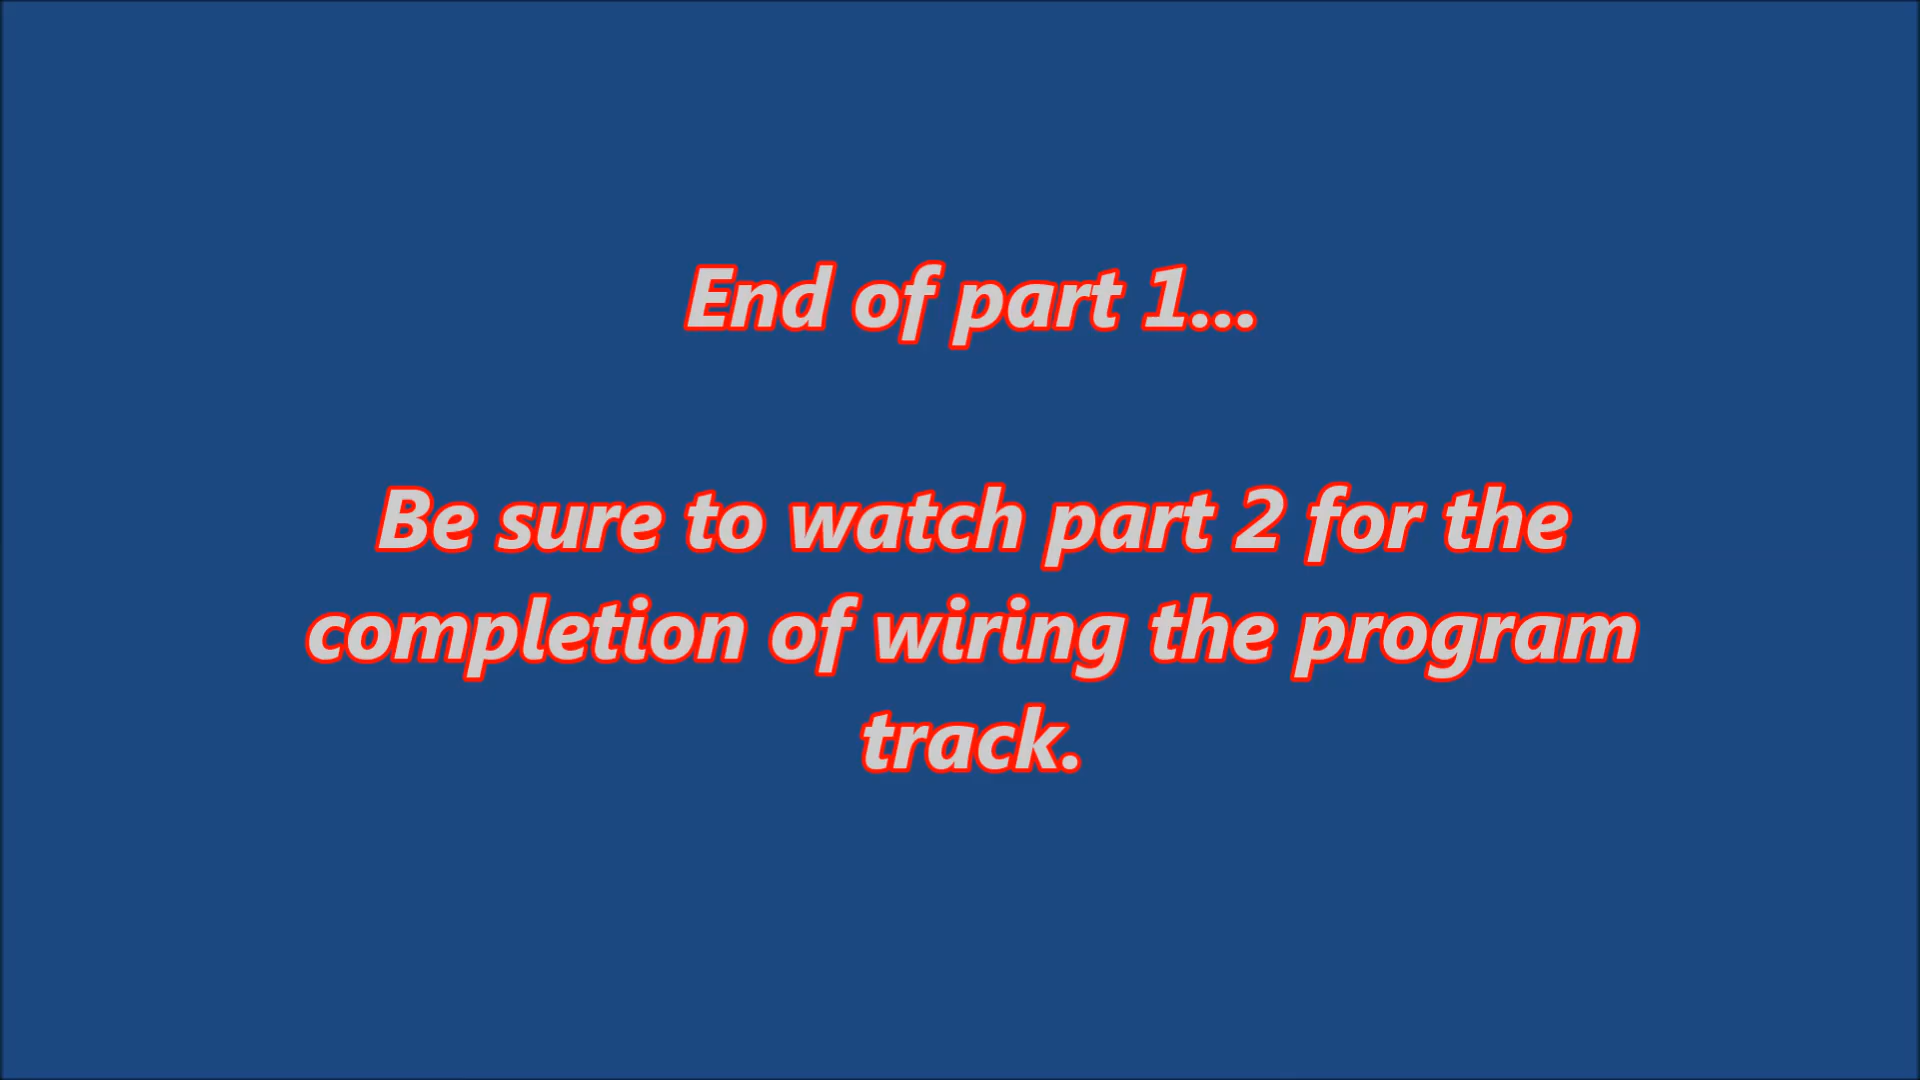 End of part 1...
Be sure to watch part 2 for the
completion of wiring the program
track.